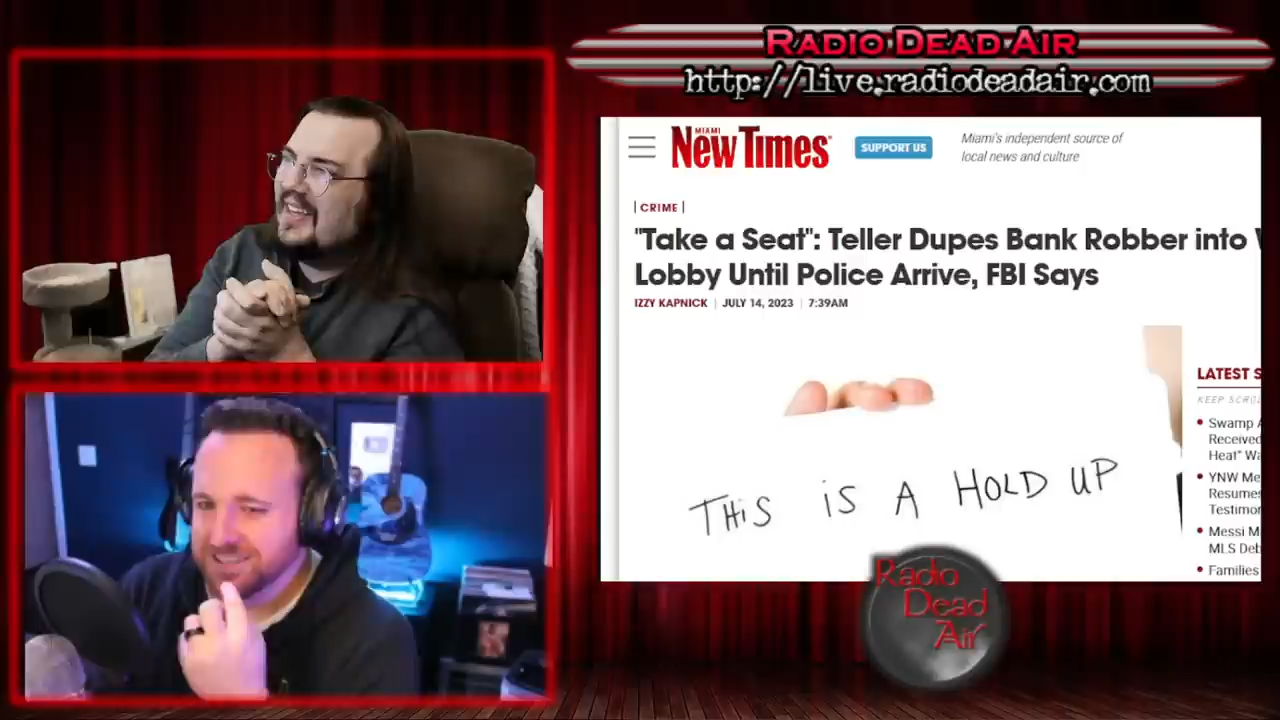 RADIO DEAD AIR
http://live.radiodeadair.com
MIAMI
NEW TIMES
SUPPORT US
Miami's independent source of
local news and culture
| CRIME |
"Take a Seat": Teller Dupes Bank Robber into
Lobby Until Police Arrive, FBI Says
IZZY KAPNICK | JULY 14, 2023 | 7:39AM
THIS IS A HOLD UP
LATEST S
KEEP SCRO
Swamp A
Received
Heat" Wa
YNW Me
Resumes
Testimor
Messi M
MLS Deb
Families
Radio
Dead
Air